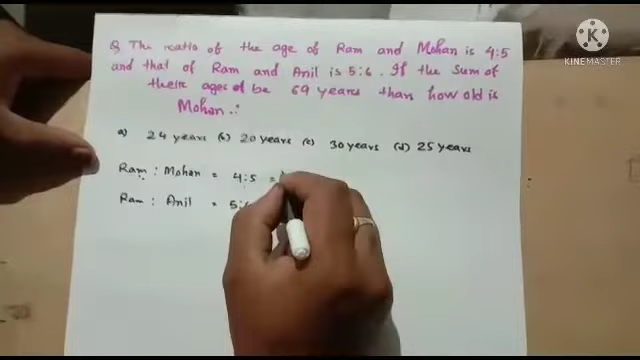 Q The ratio of the age of Ram and Mohan is 4:5
and that of Ram and Anil is 5:6. If the sum of
their ages of be 69 years than how old is
Mohan.:
a) 24 years (b) 20 years (c) 30 years (d) 25 years
Ram : Mohan = 4:5 =
Ram : Anil = 5:6
KINEMASTER